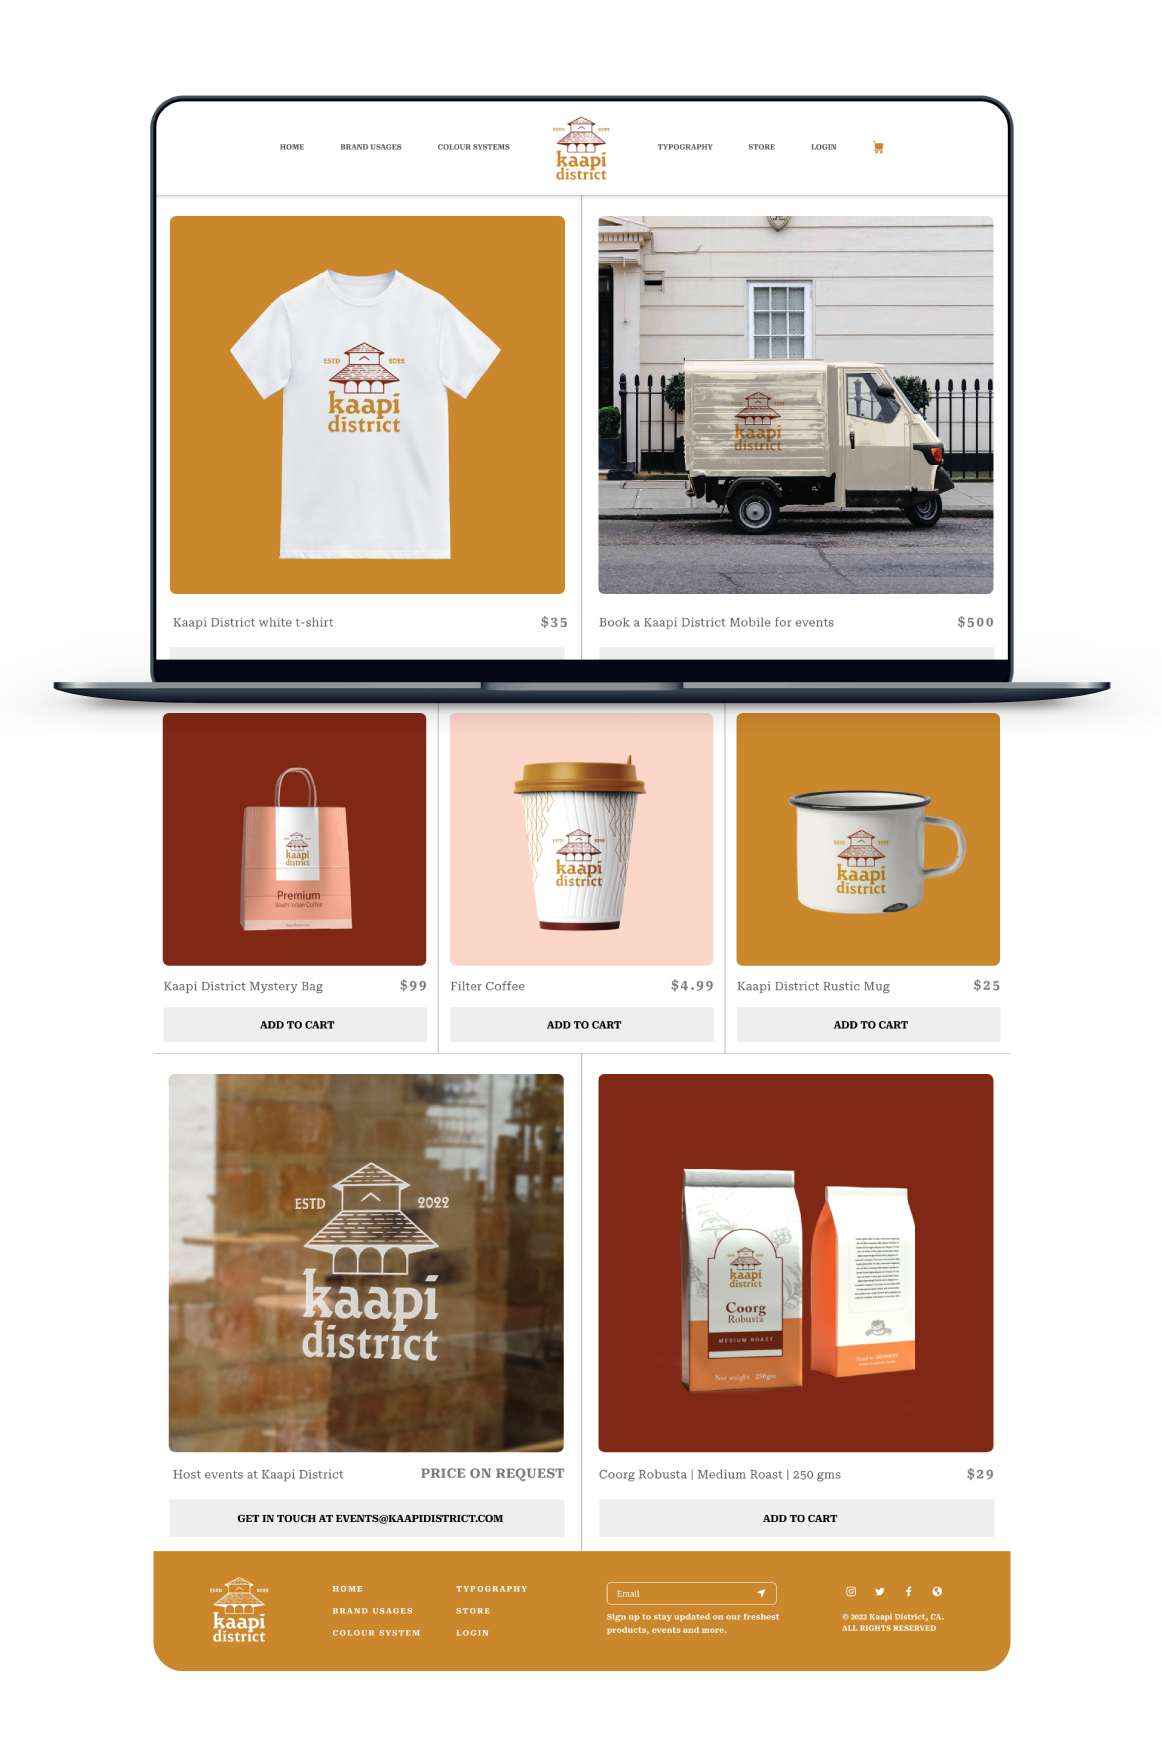 HOME
BRAND USAGES
COLOUR SYSTEMS
ESTD 2022
kaapi
district
TYPOGRAPHY
STORE
LOGIN
ESTD 2022
kaapi
district
kaapi
district
Kaapi District white t-shirt
$35
Book a Kaapi District Mobile for events
$500
kaapi
district
Premium
South Indian Coffee
ESTD 2022
kaapi
district
ESTD 2022
kaapi
district
Kaapi District Mystery Bag
$99
Filter Coffee
$4.99
Kaapi District Rustic Mug
$25
ADD TO CART
ADD TO CART
ADD TO CART
ESTD 2022
kaapi
district
kaapi
district
Coorg
Robusta
MEDIUM ROAST
Net weight 250gm
Host events at Kaapi District
PRICE ON REQUEST
Coorg Robusta | Medium Roast | 250 gms
$29
GET IN TOUCH AT EVENTS@KAAPIDISTRICT.COM
ADD TO CART
ESTD 2022
kaapi
district
HOME
BRAND USAGES
COLOUR SYSTEM
TYPOGRAPHY
STORE
LOGIN
Email
Sign up to stay updated on our freshest
products, events and more.
© 2022 Kaapi District, CA.
ALL RIGHTS RESERVED